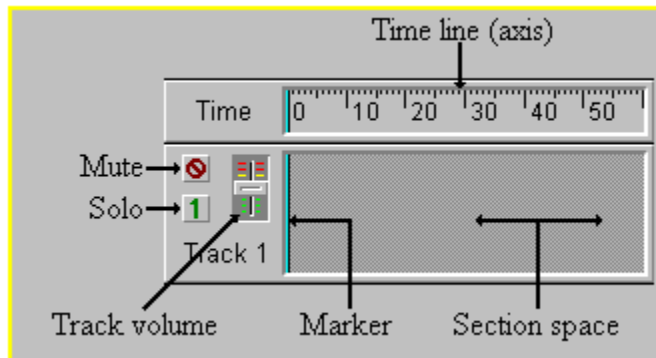 Time line (axis)
Time 0 10 20 30 40 50
Mute
Solo 1
Track 1
Track volume Marker Section space